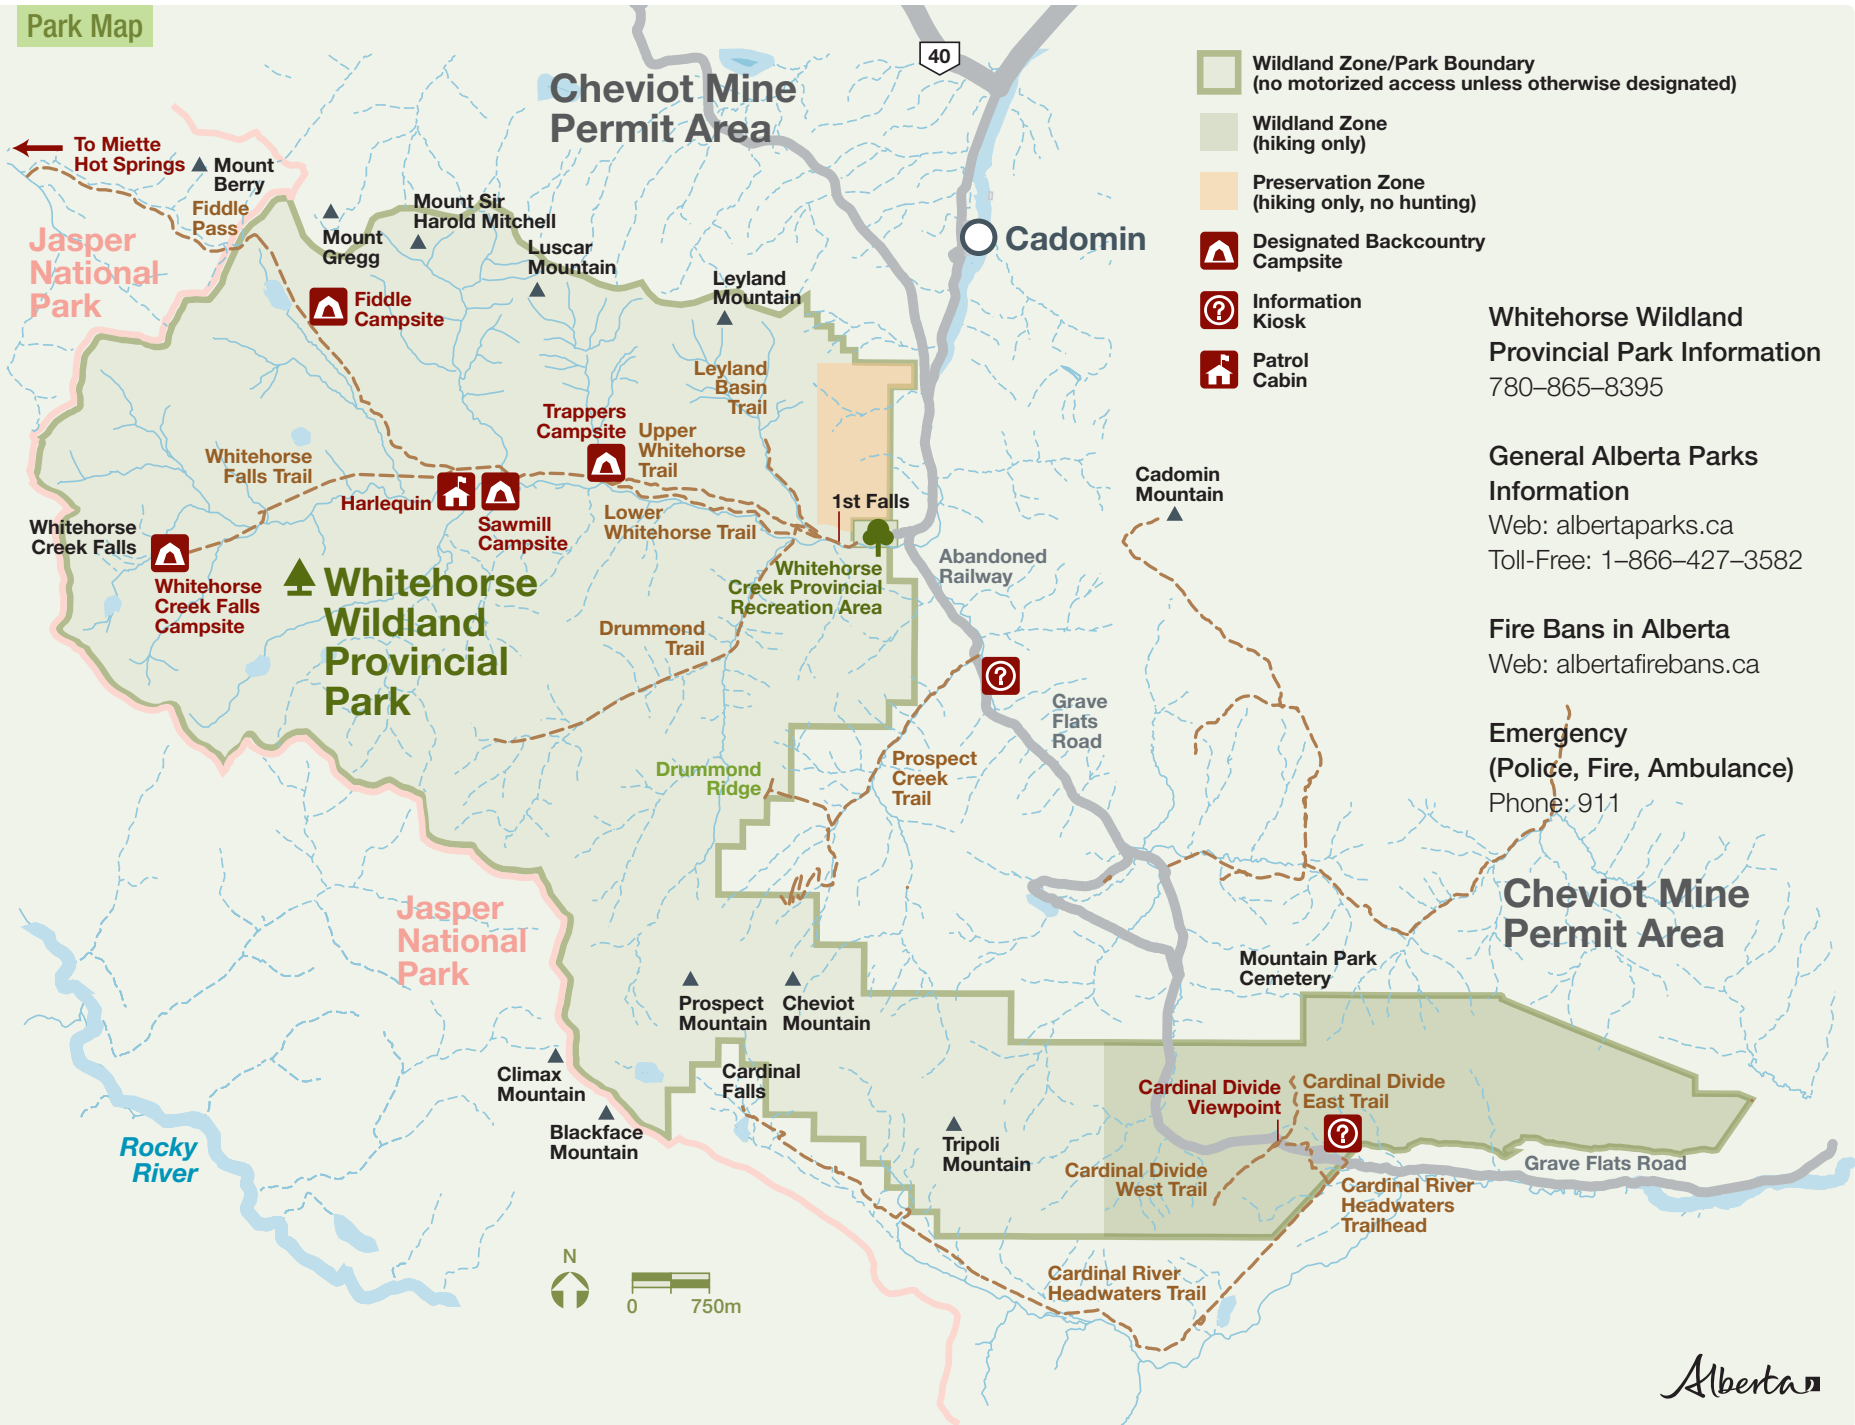 Park Map
40
Cheviot Mine
Permit Area
Wildland Zone/Park Boundary
(no motorized access unless otherwise designated)
Wildland Zone
(hiking only)
Preservation Zone
(hiking only, no hunting)
Designated Backcountry
Campsite
?
Information
Kiosk
Patrol
Cabin
Whitehorse Wildland
Provincial Park Information
780–865–8395
General Alberta Parks
Information
Web: albertaparks.ca
Toll-Free: 1–866–427–3582
Fire Bans in Alberta
Web: albertafirebans.ca
Emergency
(Police, Fire, Ambulance)
Phone: 911
To Miette
Hot Springs
Mount
Berry
Fiddle
Pass
Jasper
National
Park
Mount
Gregg
Mount Sir
Harold Mitchell
Luscar
Mountain
Leyland
Mountain
Cadomin
Fiddle
Campsite
Leyland
Basin
Trail
Trappers
Campsite
Upper
Whitehorse
Trail
Whitehorse
Falls Trail
Harlequin
Sawmill
Campsite
Lower
Whitehorse Trail
1st Falls
Cadomin
Mountain
Whitehorse
Creek Falls
Whitehorse
Creek Falls
Campsite
Whitehorse
Wildland
Provincial
Park
Whitehorse
Creek Provincial
Recreation Area
Abandoned
Railway
Drummond
Trail
?
Grave
Flats
Road
Drummond
Ridge
Prospect
Creek
Trail
Jasper
National
Park
Cheviot Mine
Permit Area
Mountain Park
Cemetery
Prospect
Mountain
Cheviot
Mountain
Climax
Mountain
Cardinal
Falls
Blackface
Mountain
Rocky
River
Tripoli
Mountain
Cardinal Divide
Viewpoint
Cardinal Divide
East Trail
?
Cardinal Divide
West Trail
Grave Flats Road
Cardinal River
Headwaters
Trailhead
Cardinal River
Headwaters Trail
N
0 750m
Alberta